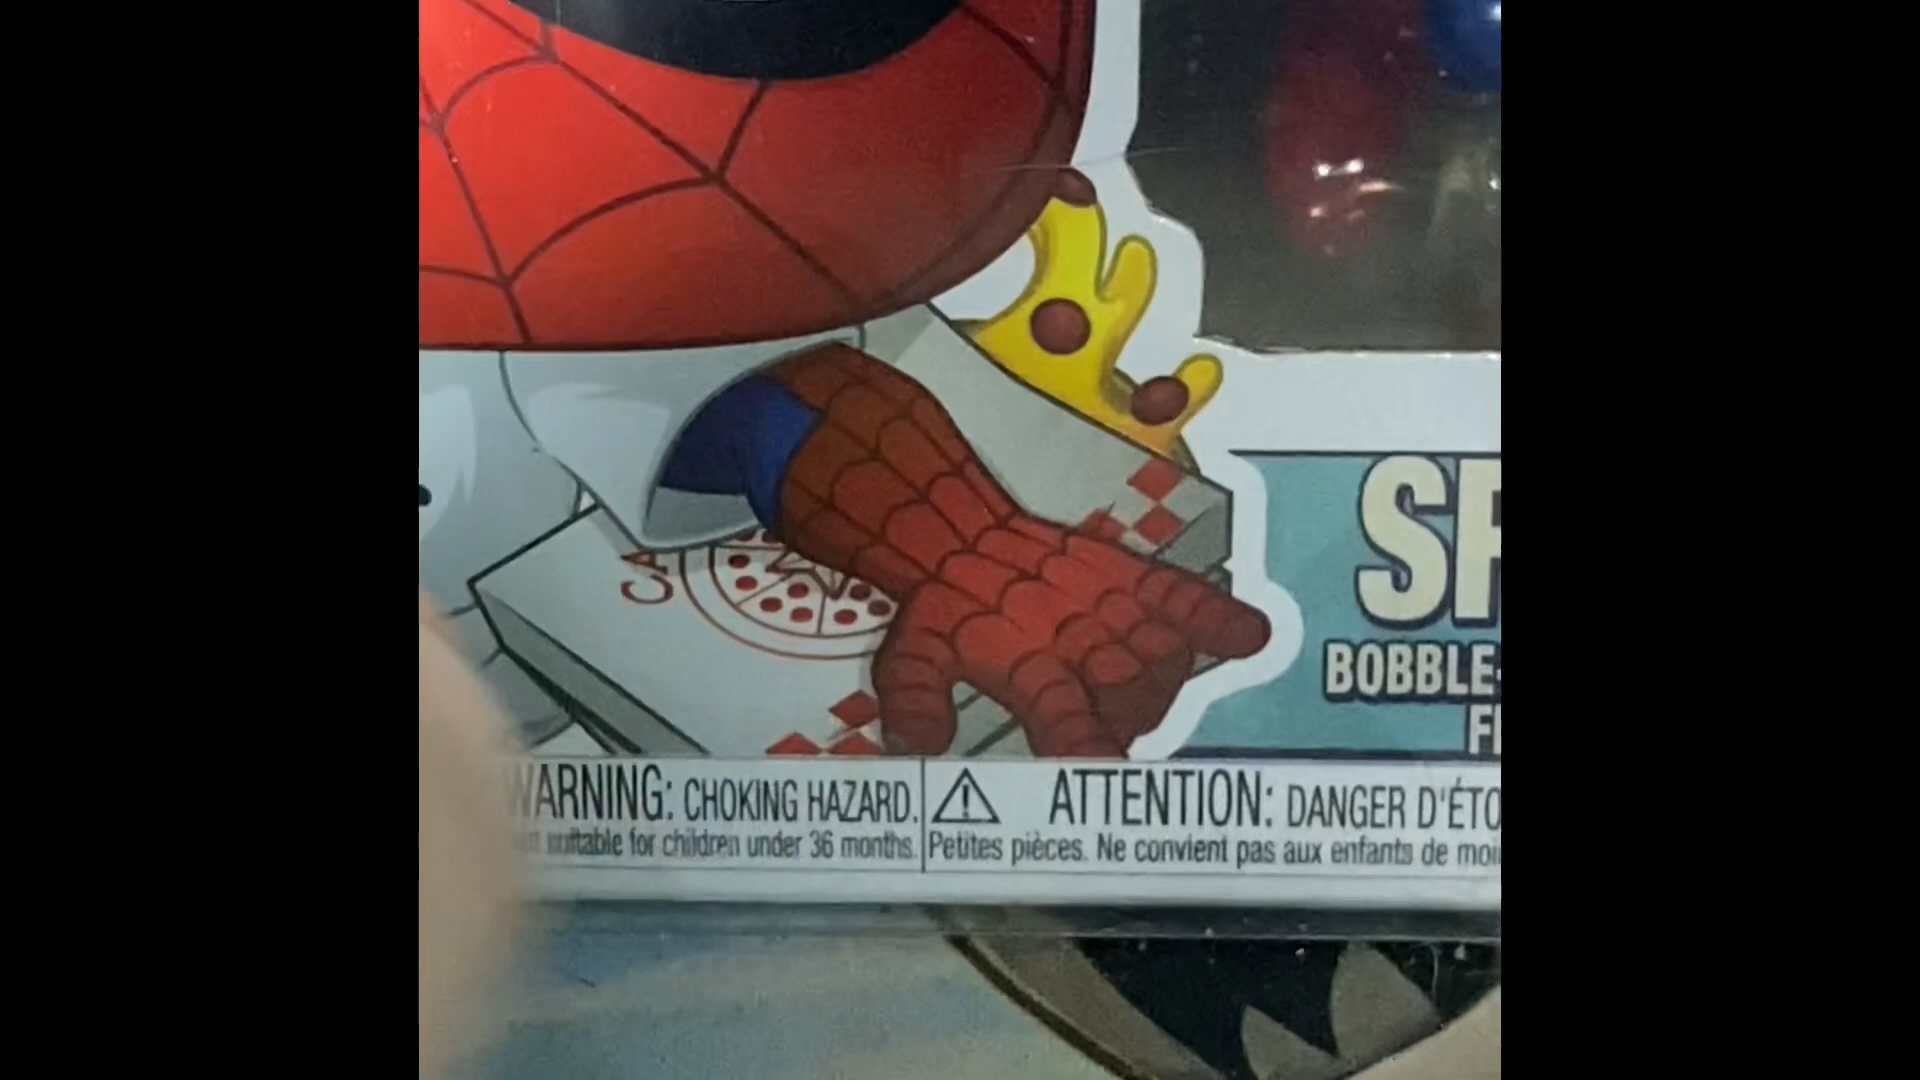 CA
SP
BOBBLE-
F
WARNING: CHOKING HAZARD.
suitable for children under 36 months.
ATTENTION: DANGER D'ÉTO
Petites pièces. Ne convient pas aux enfants de moi